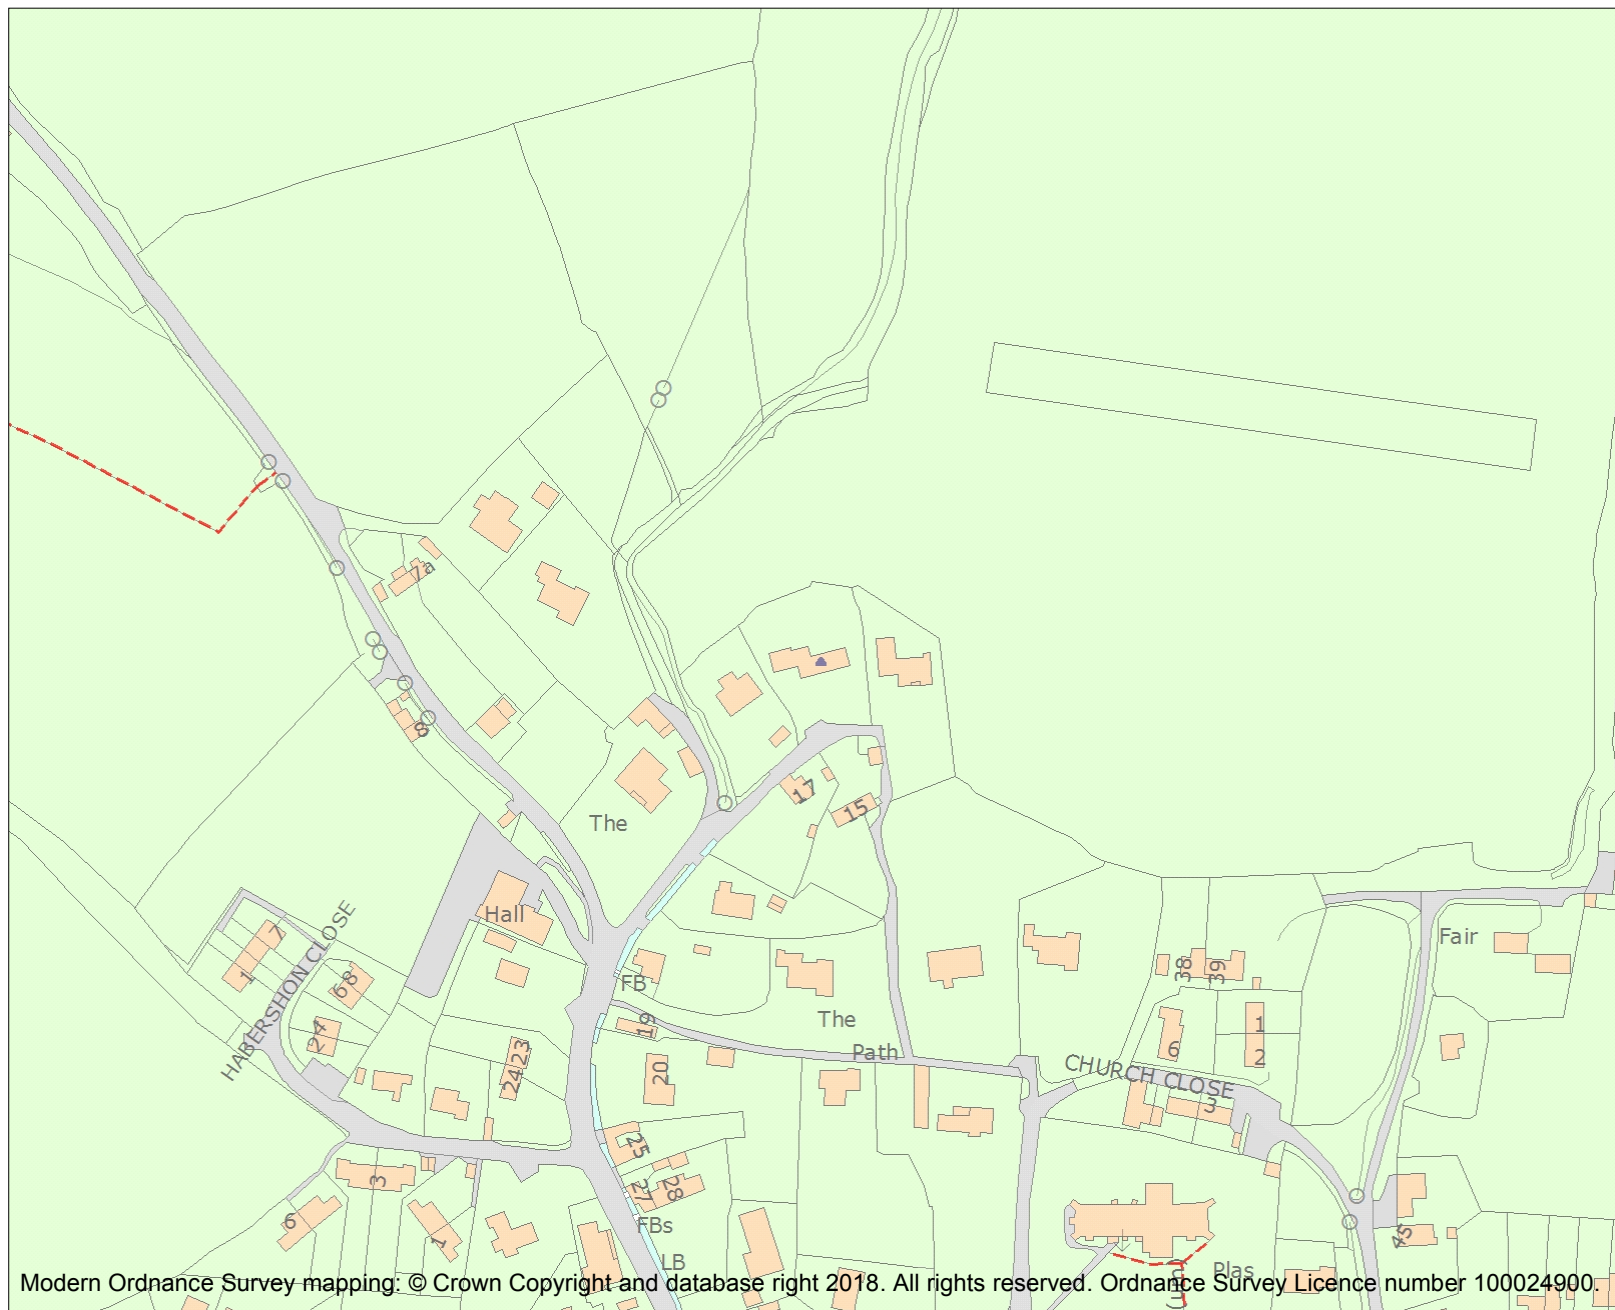 7a
8
17
The
15
Hall
7
HABERSHON CLOSE
1
68
24
FB
19
The
Path
23
24
20
25
27
28
FBs
LB
3
6
1
38
39
Fair
1
2
6
CHURCH CLOSE
3
45
Plas
Modern Ordnance Survey mapping: © Crown Copyright and database right 2018. All rights reserved. Ordnance Survey Licence number 100024900.